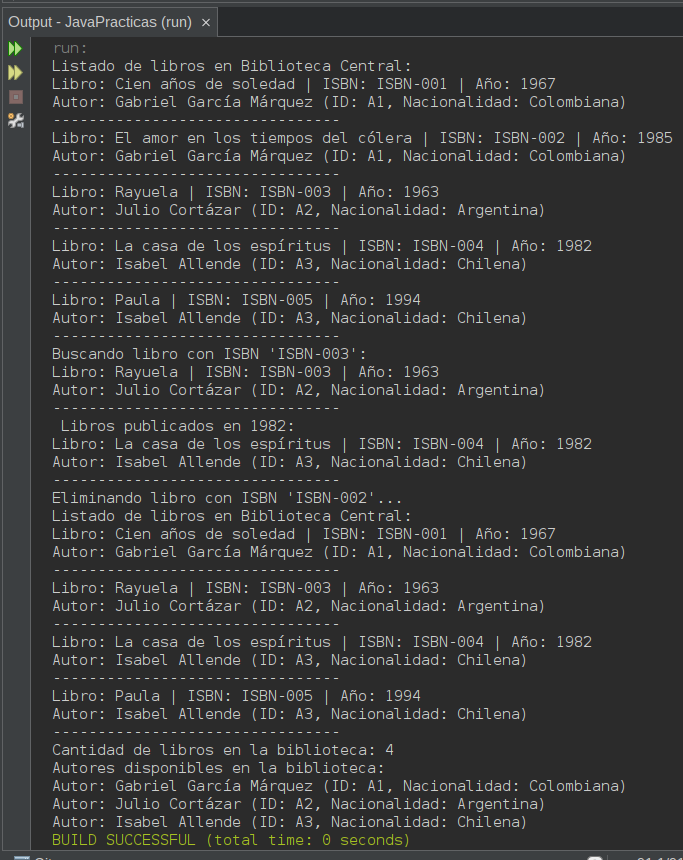 Output - JavaPracticas (run) ×
run:
Listado de libros en Biblioteca Central:
Libro: Cien años de soledad | ISBN: ISBN-001 | Año: 1967
Autor: Gabriel García Márquez (ID: A1, Nacionalidad: Colombiana)
--------------------------------
Libro: El amor en los tiempos del cólera | ISBN: ISBN-002 | Año: 1985
Autor: Gabriel García Márquez (ID: A1, Nacionalidad: Colombiana)
--------------------------------
Libro: Rayuela | ISBN: ISBN-003 | Año: 1963
Autor: Julio Cortázar (ID: A2, Nacionalidad: Argentina)
--------------------------------
Libro: La casa de los espíritus | ISBN: ISBN-004 | Año: 1982
Autor: Isabel Allende (ID: A3, Nacionalidad: Chilena)
--------------------------------
Libro: Paula | ISBN: ISBN-005 | Año: 1994
Autor: Isabel Allende (ID: A3, Nacionalidad: Chilena)
--------------------------------
Buscando libro con ISBN 'ISBN-003':
Libro: Rayuela | ISBN: ISBN-003 | Año: 1963
Autor: Julio Cortázar (ID: A2, Nacionalidad: Argentina)
--------------------------------
 Libros publicados en 1982:
Libro: La casa de los espíritus | ISBN: ISBN-004 | Año: 1982
Autor: Isabel Allende (ID: A3, Nacionalidad: Chilena)
--------------------------------
Eliminando libro con ISBN 'ISBN-002'...
Listado de libros en Biblioteca Central:
Libro: Cien años de soledad | ISBN: ISBN-001 | Año: 1967
Autor: Gabriel García Márquez (ID: A1, Nacionalidad: Colombiana)
--------------------------------
Libro: Rayuela | ISBN: ISBN-003 | Año: 1963
Autor: Julio Cortázar (ID: A2, Nacionalidad: Argentina)
--------------------------------
Libro: La casa de los espíritus | ISBN: ISBN-004 | Año: 1982
Autor: Isabel Allende (ID: A3, Nacionalidad: Chilena)
--------------------------------
Libro: Paula | ISBN: ISBN-005 | Año: 1994
Autor: Isabel Allende (ID: A3, Nacionalidad: Chilena)
--------------------------------
Cantidad de libros en la biblioteca: 4
Autores disponibles en la biblioteca:
Autor: Gabriel García Márquez (ID: A1, Nacionalidad: Colombiana)
Autor: Julio Cortázar (ID: A2, Nacionalidad: Argentina)
Autor: Isabel Allende (ID: A3, Nacionalidad: Chilena)
BUILD SUCCESSFUL (total time: 0 seconds)